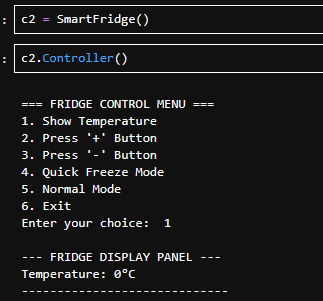 : c2 = SmartFridge()
: c2.Controller()
=== FRIDGE CONTROL MENU ===
1. Show Temperature
2. Press '+' Button
3. Press '-' Button
4. Quick Freeze Mode
5. Normal Mode
6. Exit
Enter your choice:  1
--- FRIDGE DISPLAY PANEL ---
Temperature: 0°C
----------------------------